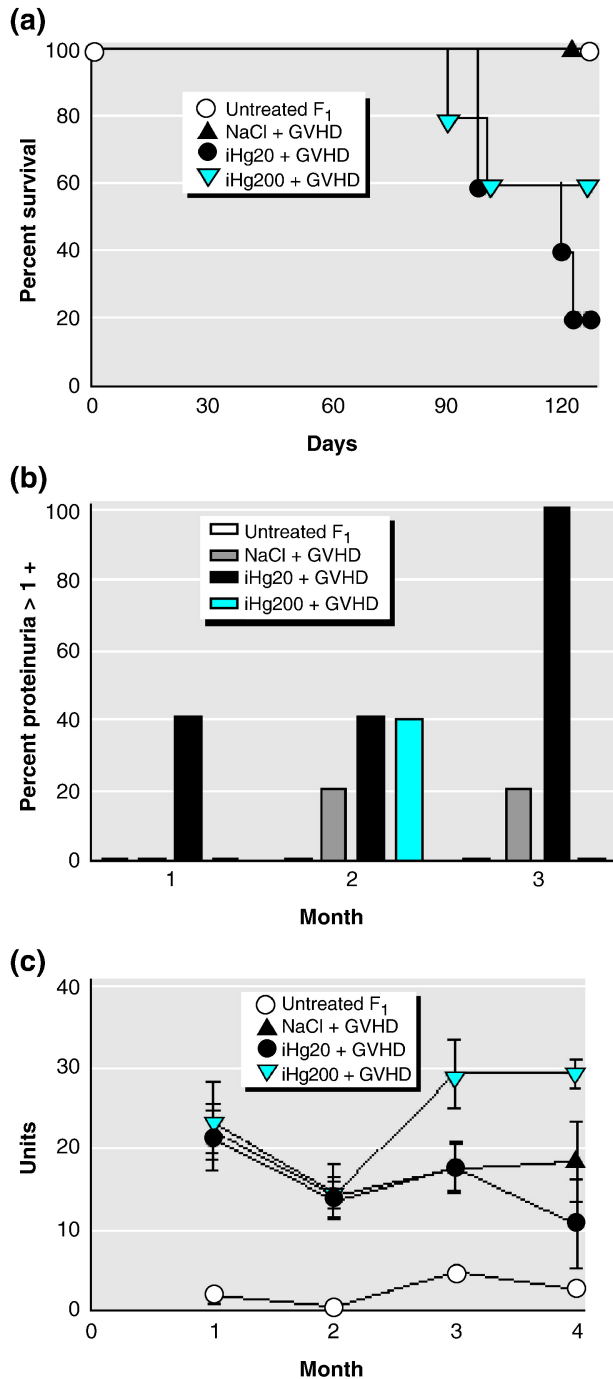 (a)
100
80
60
40
20
0
Percent survival
Untreated F1
NaCl + GVHD
iHg20 + GVHD
iHg200 + GVHD
0 30 60 90 120
Days
(b)
100
80
60
40
20
0
Percent proteinuria > 1 +
Untreated F1
NaCl + GVHD
iHg20 + GVHD
iHg200 + GVHD
1 2 3
Month
(c)
40
30
20
10
0
Units
Untreated F1
NaCl + GVHD
iHg20 + GVHD
iHg200 + GVHD
0 1 2 3 4
Month